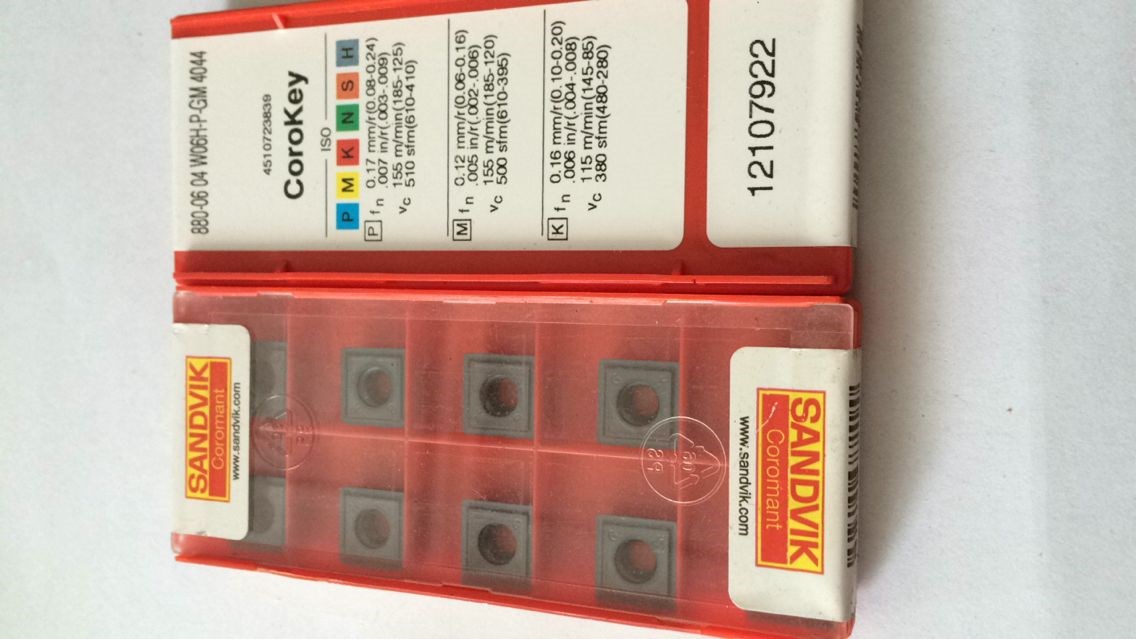 880-06 04 W06H-P-GM 4044
4510723839
CoroKey
ISO
P M K N S H
P fn 0.17 mm/r(0.08-0.24)
.007 in/r(.003-.009)
vc 155 m/min(185-125)
510 sfm(610-410)
M fn 0.12 mm/r(0.06-0.16)
.005 in/r(.002-.006)
vc 155 m/min(185-120)
500 sfm(610-395)
K fn 0.16 mm/r(0.10-0.20)
.006 in/r(.004-.008)
vc 115 m/min(145-85)
380 sfm(480-280)
12107922
SANDVIK
Coromant
www.sandvik.com
SANDVIK
Coromant
www.sandvik.com